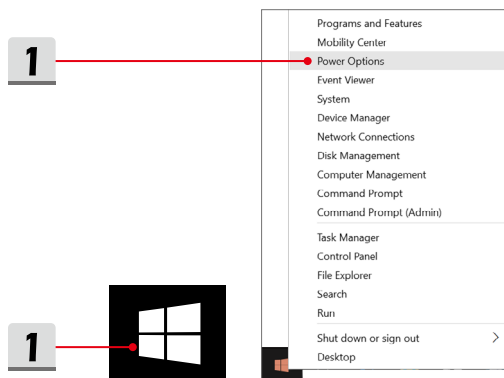 1
Programs and Features
Mobility Center
Power Options
Event Viewer
System
Device Manager
Network Connections
Disk Management
Computer Management
Command Prompt
Command Prompt (Admin)
Task Manager
Control Panel
File Explorer
Search
Run
Shut down or sign out
Desktop
1